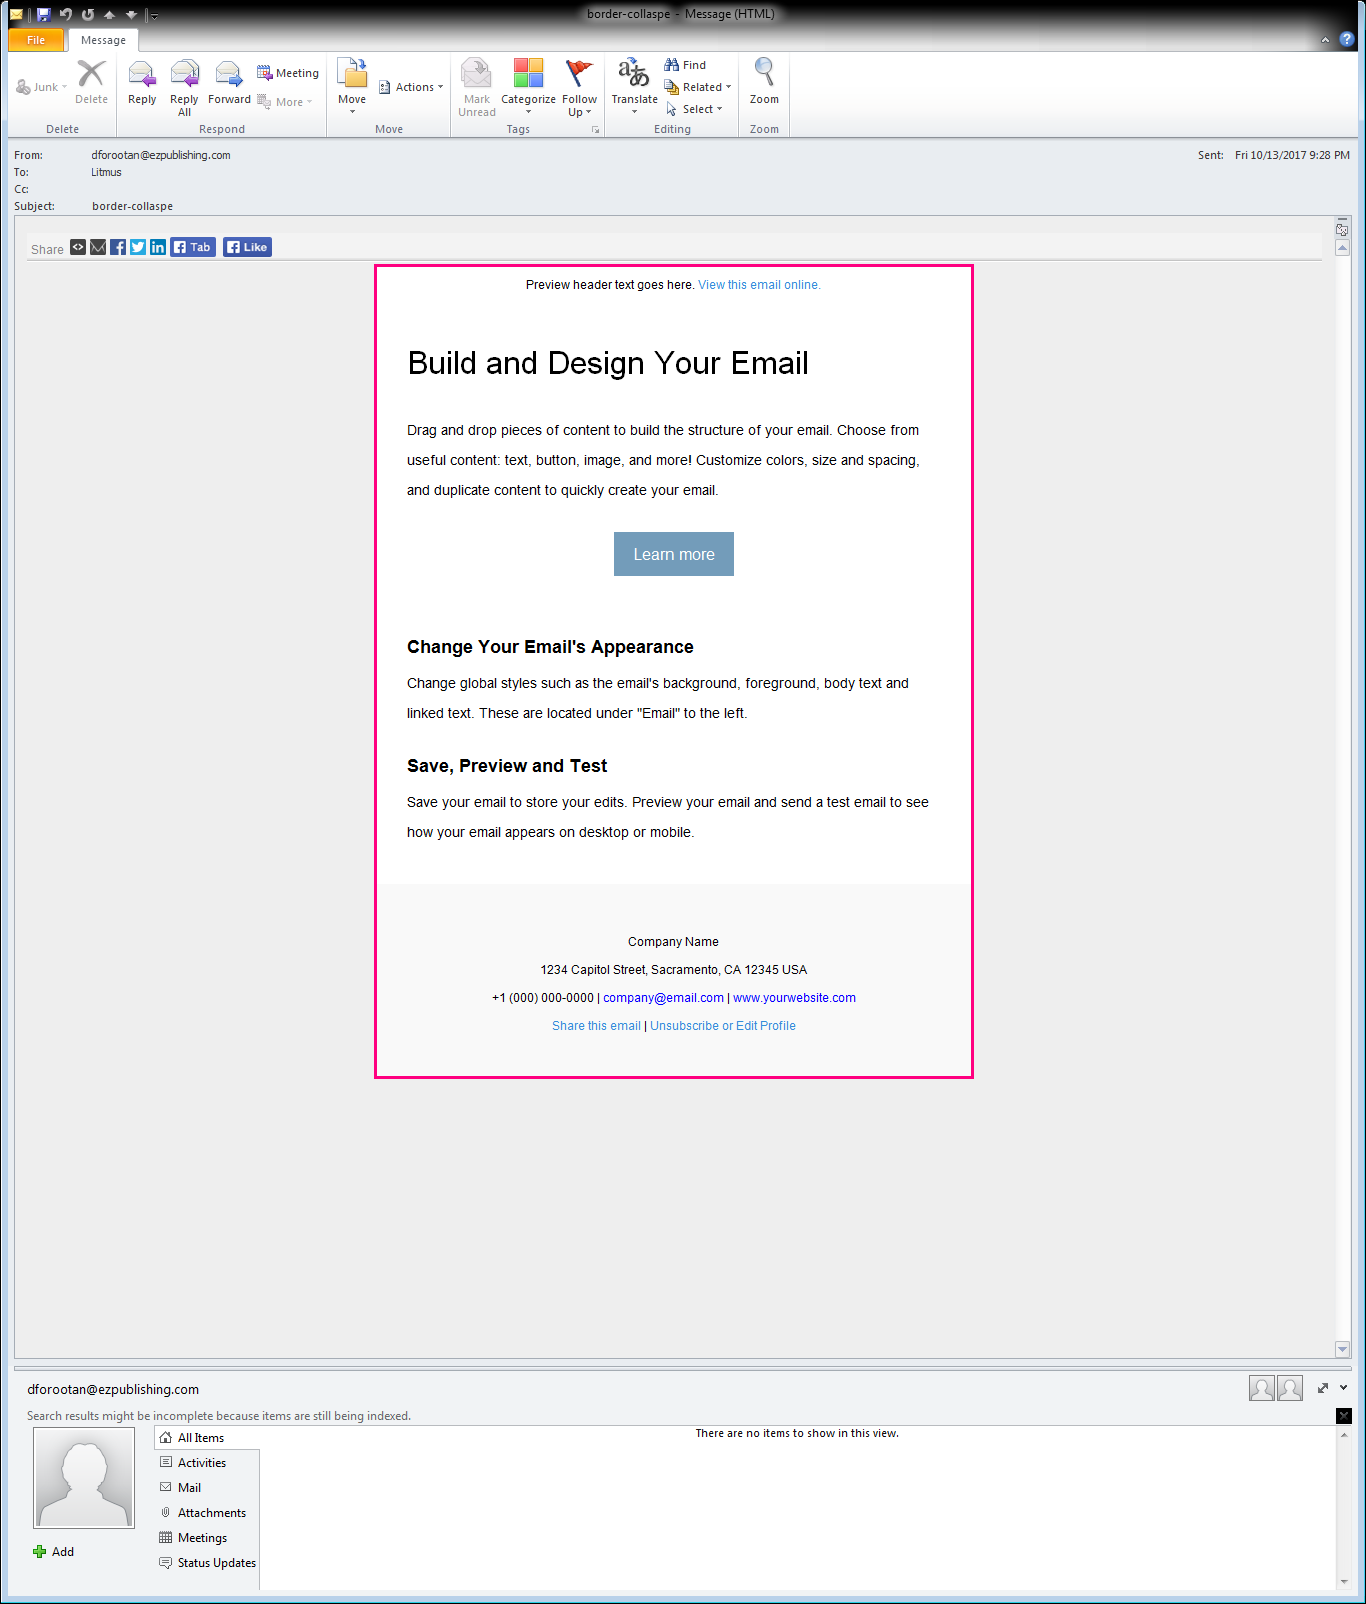 border-collaspe - Message (HTML)
File Message
Junk
Delete
Delete
Reply
Reply All
Forward
Meeting
More
Respond
Move
Actions
Move
Mark Unread
Categorize
Follow Up
Tags
Translate
Find
Related
Select
Editing
Zoom
Zoom
From: dforootan@ezpublishing.com Sent: Fri 10/13/2017 9:28 PM
To: Litmus
Cc:
Subject: border-collaspe
Share Tab Like
Preview header text goes here. View this email online.
Build and Design Your Email
Drag and drop pieces of content to build the structure of your email. Choose from
useful content: text, button, image, and more! Customize colors, size and spacing,
and duplicate content to quickly create your email.
Learn more
Change Your Email's Appearance
Change global styles such as the email's background, foreground, body text and
linked text. These are located under "Email" to the left.
Save, Preview and Test
Save your email to store your edits. Preview your email and send a test email to see
how your email appears on desktop or mobile.
Company Name
1234 Capitol Street, Sacramento, CA 12345 USA
+1 (000) 000-0000 | company@email.com | www.yourwebsite.com
Share this email | Unsubscribe or Edit Profile
dforootan@ezpublishing.com
Search results might be incomplete because items are still being indexed.
All Items
There are no items to show in this view.
Activities
Mail
Attachments
Meetings
Status Updates
Add